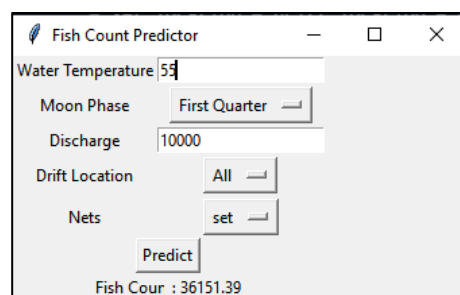 Fish Count Predictor
Water Temperature 55
Moon Phase First Quarter
Discharge 10000
Drift Location All
Nets set
Predict
Fish Cour : 36151.39